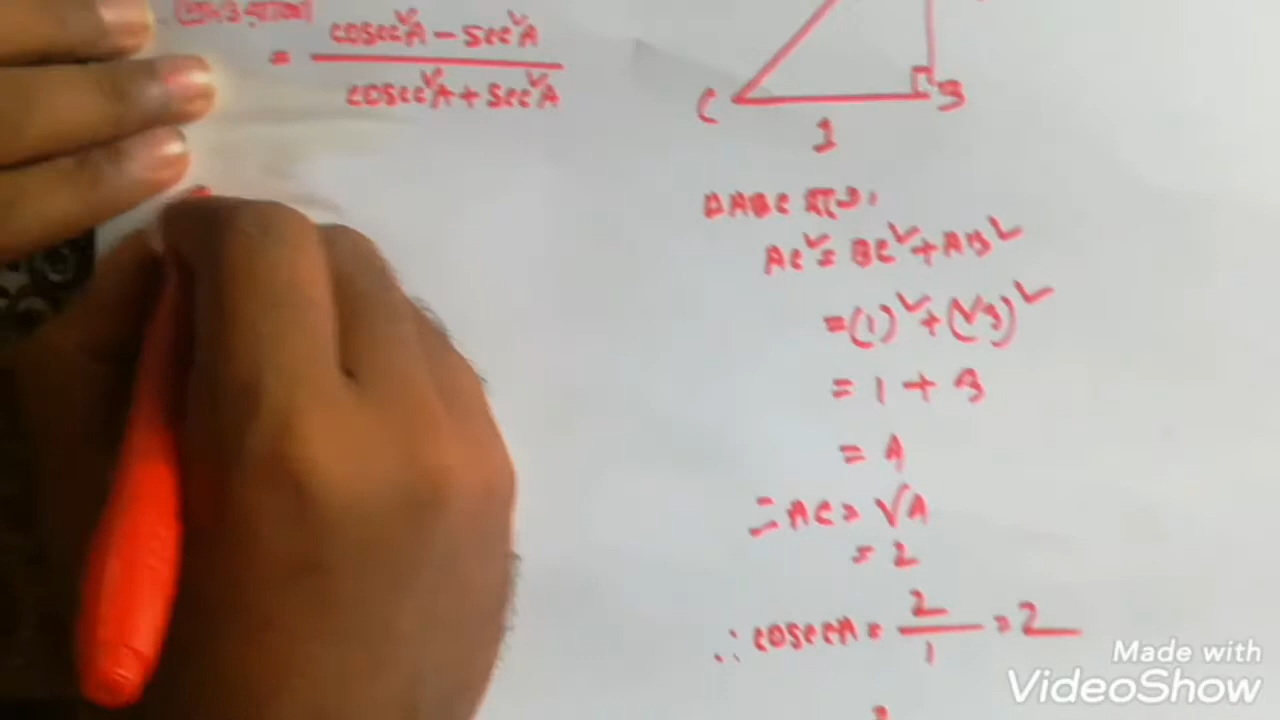 = cosec²A − sec²A / cosec²A + sec²A
C
B
1
ΔABC এ,
AC² = BC² + AB²
= (1)² + (√3)²
= 1 + 3
= 4
∴ AC = √4
= 2
∴ cosecA = 2/1 = 2
Made with
VideoShow